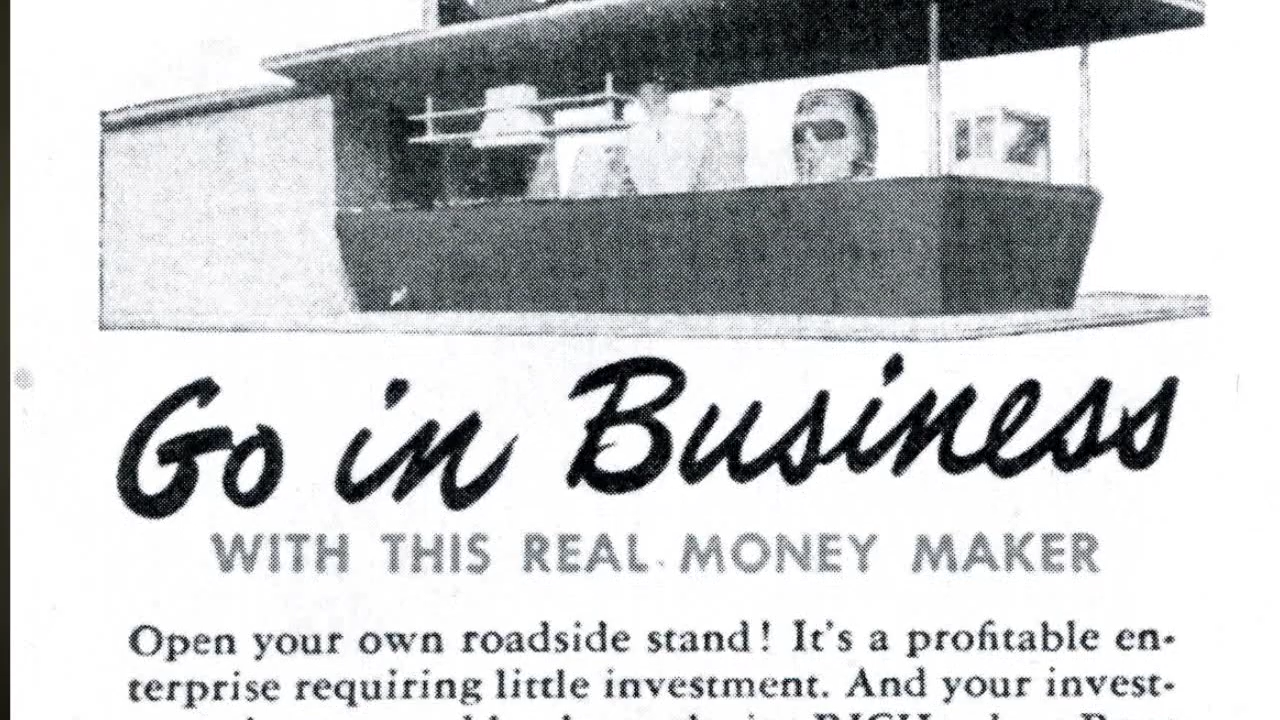 Go in Business
WITH THIS REAL MONEY MAKER
Open your own roadside stand! It's a profitable en-
terprise requiring little investment. And your invest-